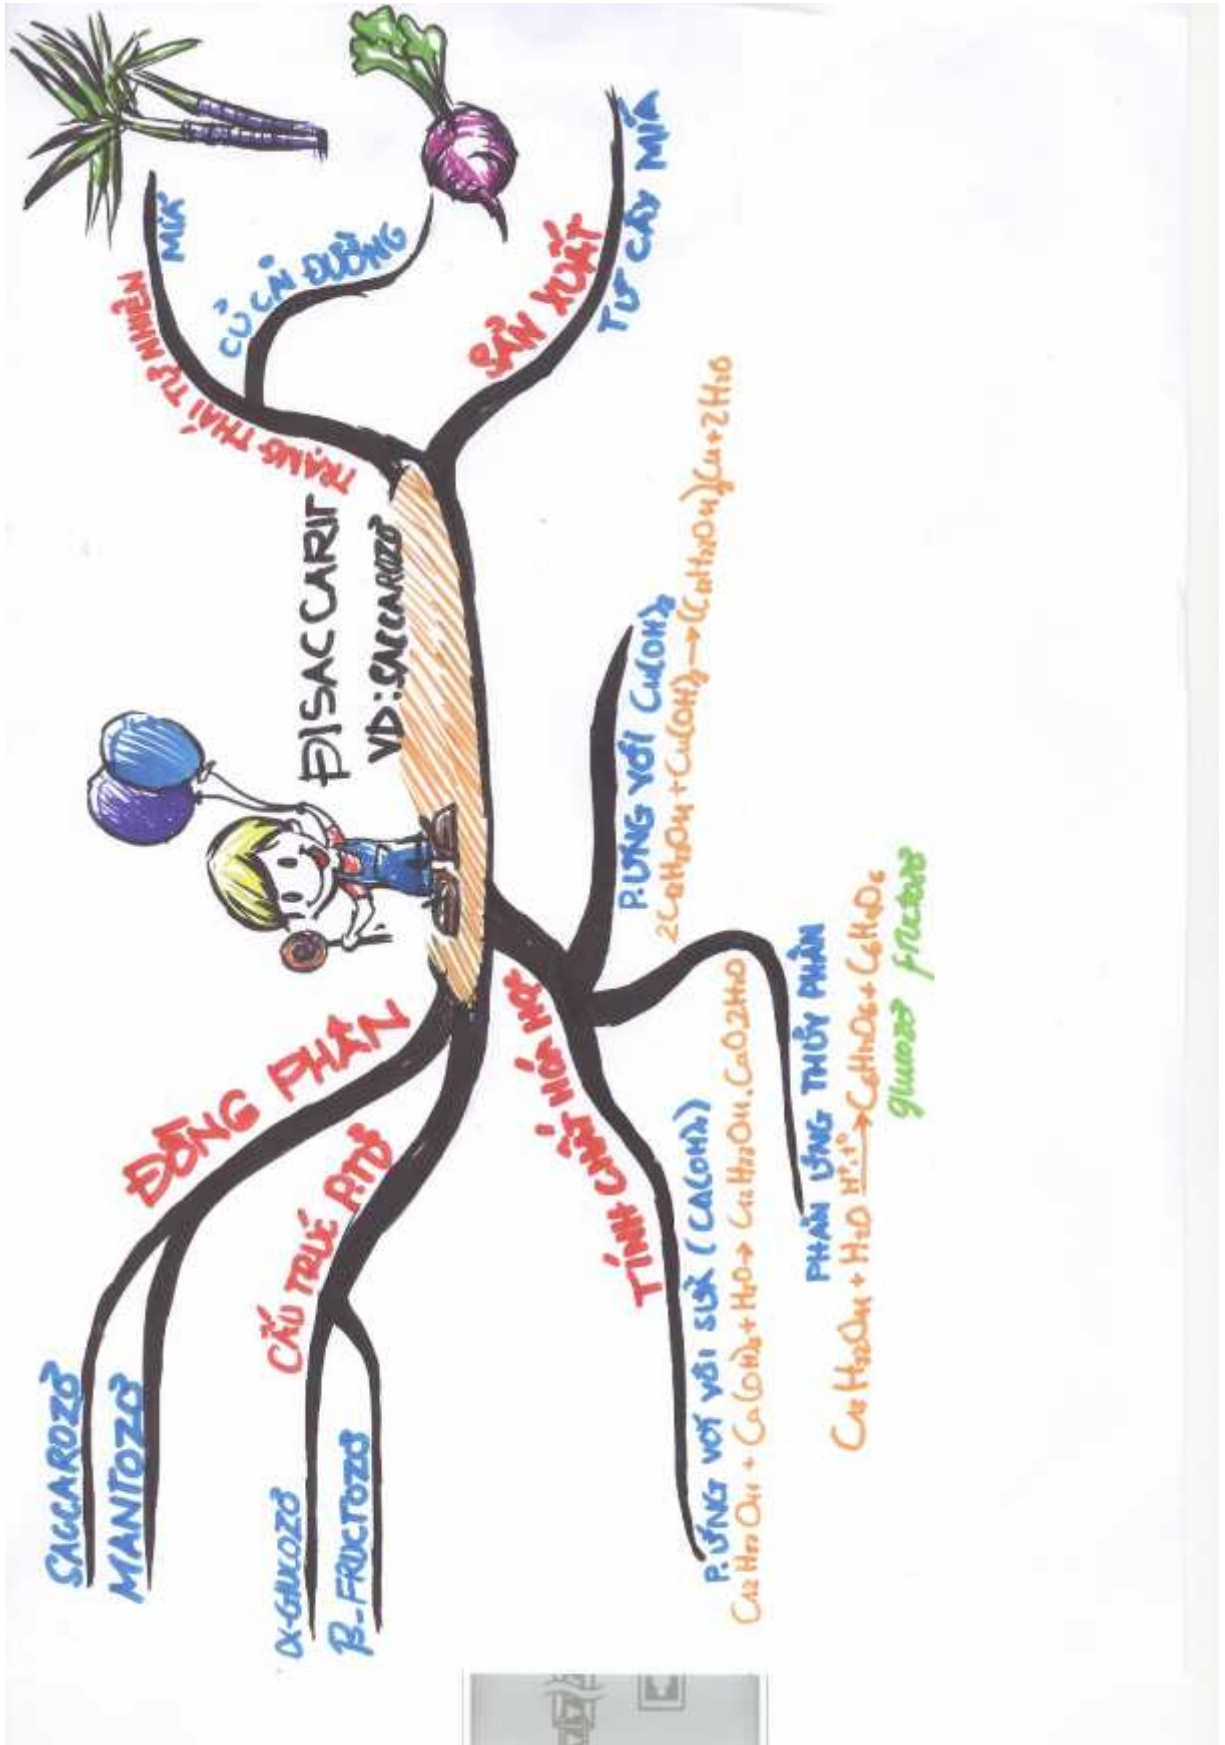 ĐISACCARIT
VD: SACCAROZƠ
ĐỒNG PHÂN
SACCAROZƠ
MANTOZƠ
CẤU TRÚC P.TỬ
α-GLUCOZƠ
β-FRUCTOZƠ
TRẠNG THÁI TỰ NHIÊN
MÍA
CỦ CẢI ĐƯỜNG
SẢN XUẤT
TỪ CÂY MÍA
TÍNH CHẤT HÓA HỌC
P.ỨNG VỚI Cu(OH)₂
2C₁₂H₂₂O₁₁ + Cu(OH)₂ → (C₁₂H₂₁O₁₁)₂Cu + 2H₂O
P.ỨNG VỚI VÔI SỮA (Ca(OH)₂)
C₁₂H₂₂O₁₁ + Ca(OH)₂ + H₂O → C₁₂H₂₂O₁₁.CaO.2H₂O
PHẢN ỨNG THỦY PHÂN
C₁₂H₂₂O₁₁ + H₂O H⁺, t° → C₆H₁₂O₆ + C₆H₁₂O₆
glucozơ fructozơ